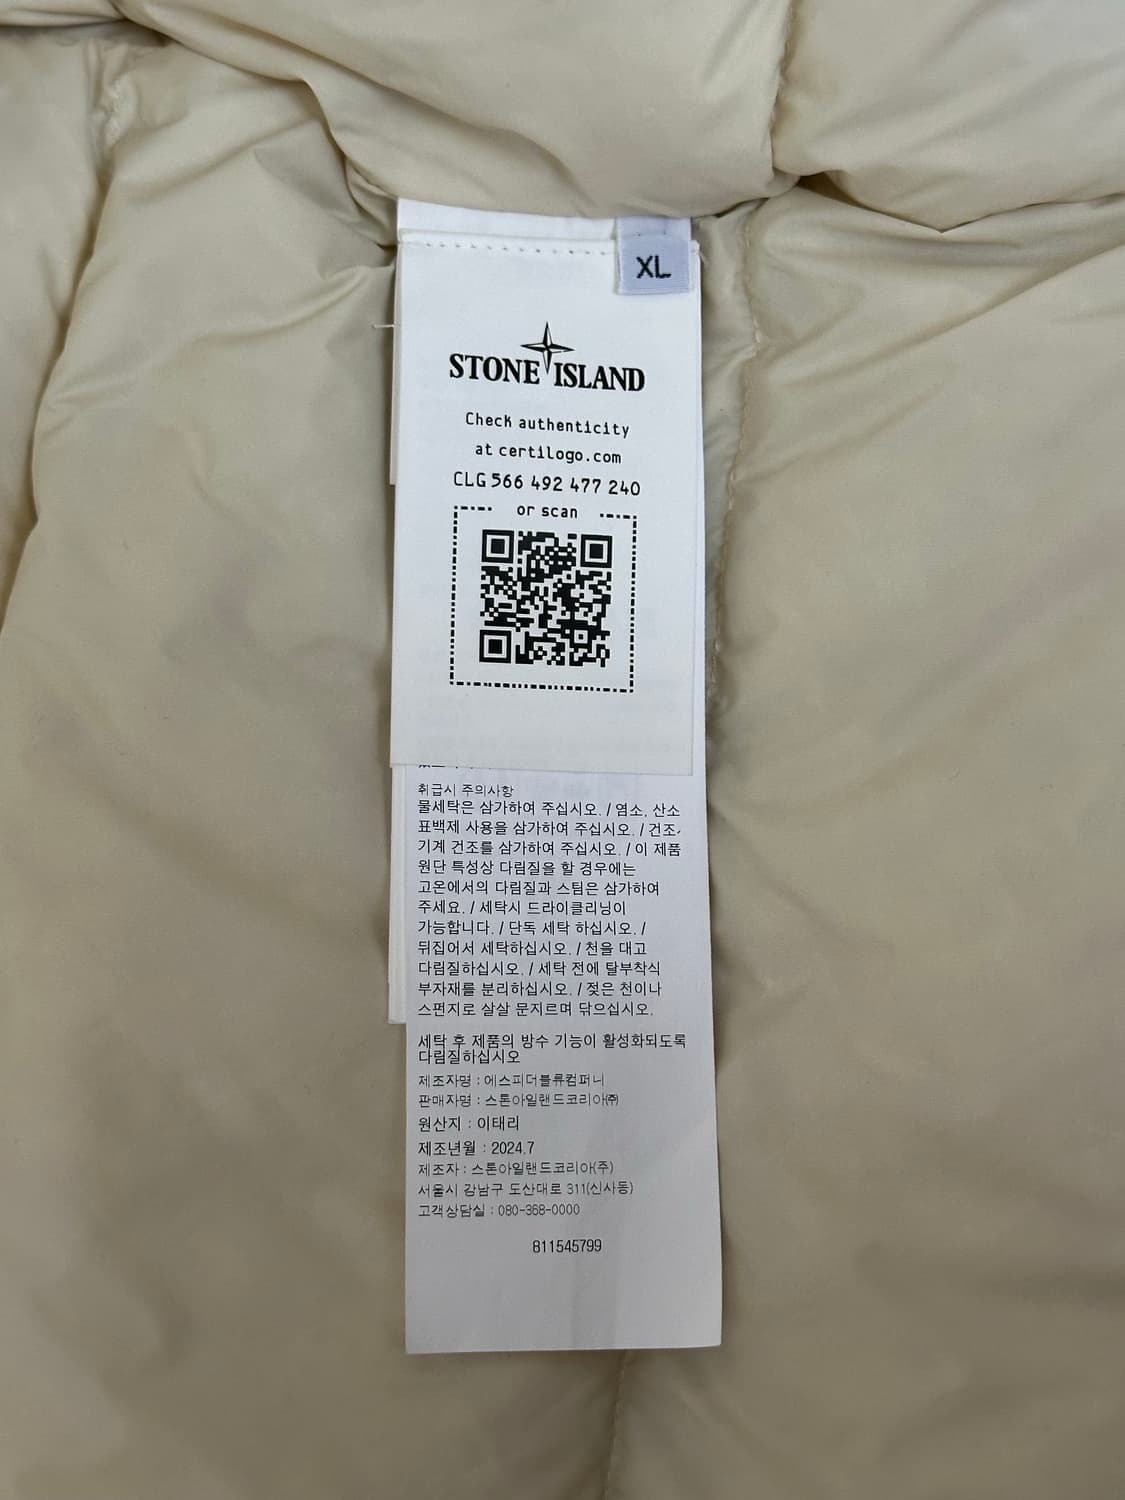 XL
STONE ISLAND
Check authenticity
at certilogo.com
CLG 566 492 477 240
or scan
취급시 주의사항
물세탁은 삼가하여 주십시오. / 염소, 산소
표백제 사용을 삼가하여 주십시오. / 건조,
기계 건조를 삼가하여 주십시오. / 이 제품
원단 특성상 다림질을 할 경우에는
고온에서의 다림질과 스팀은 삼가하여
주세요. / 세탁시 드라이클리닝이
가능합니다. / 단독 세탁 하십시오. /
뒤집어서 세탁하십시오. / 천을 대고
다림질하십시오. / 세탁 전에 탈부착식
부자재를 분리하십시오. / 젖은 천이나
스펀지로 살살 문지르며 닦으십시오.
세탁 후 제품의 방수 기능이 활성화되도록
다림질하십시오
제조자명 : 에스피더블류컴퍼니
판매자명 : 스톤아일랜드코리아㈜
원산지 : 이태리
제조년월 : 2024.7
제조자 : 스톤아일랜드코리아(주)
서울시 강남구 도산대로 311(신사동)
고객상담실 : 080-368-0000
811545799